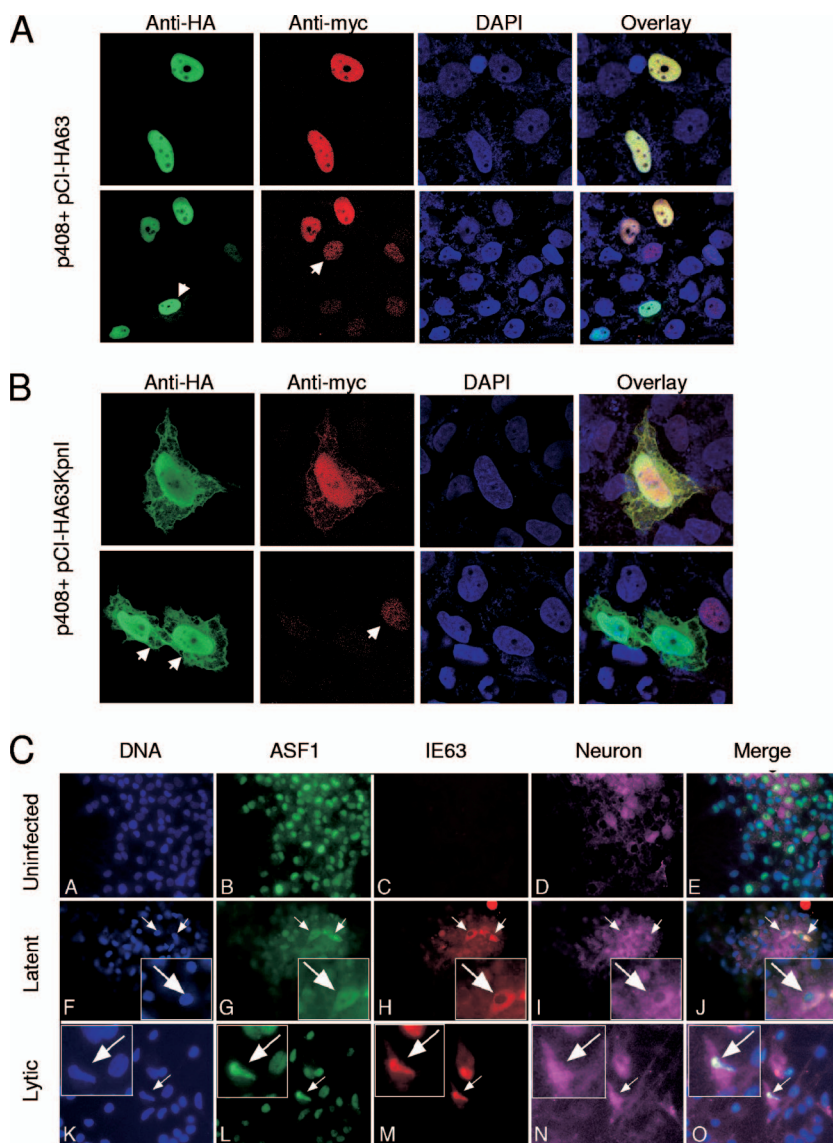 A
Anti-HA Anti-myc DAPI Overlay
p408+ pCI-HA63
B
Anti-HA Anti-myc DAPI Overlay
p408+ pCI-HA63KpnI
C
DNA ASF1 IE63 Neuron Merge
Uninfected
A B C D E
Latent
F G H I J
Lytic
K L M N O